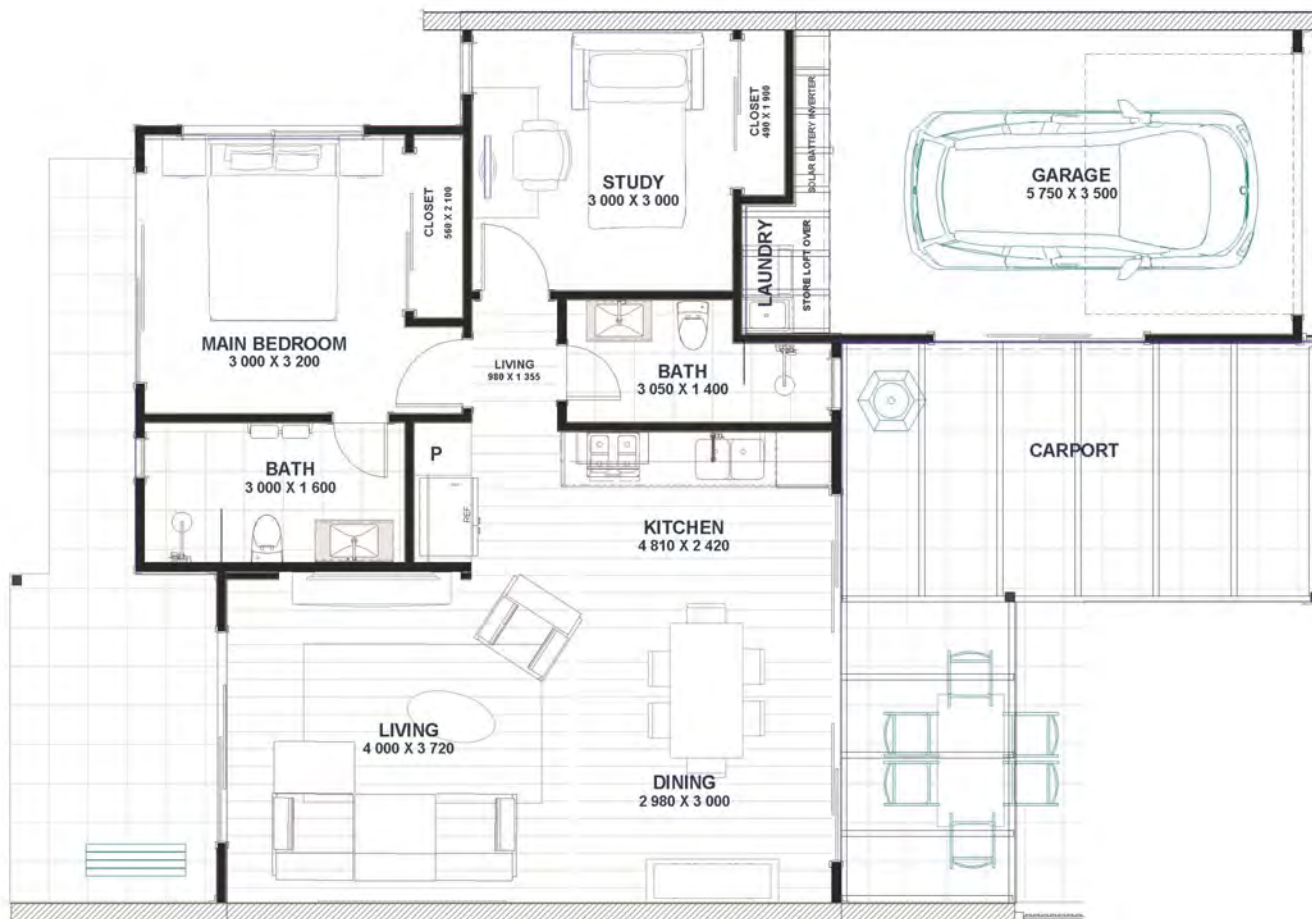 CLOSET
490 X 1 900
SOLAR BATTERY INVERTER
STUDY
3 000 X 3 000
GARAGE
5 750 X 3 500
CLOSET
560 X 2 100
LAUNDRY
STORE LOFT OVER
MAIN BEDROOM
3 000 X 3 200
LIVING
980 X 1 355
BATH
3 050 X 1 400
CARPORT
P
BATH
3 000 X 1 600
REF.
KITCHEN
4 810 X 2 420
LIVING
4 000 X 3 720
DINING
2 980 X 3 000